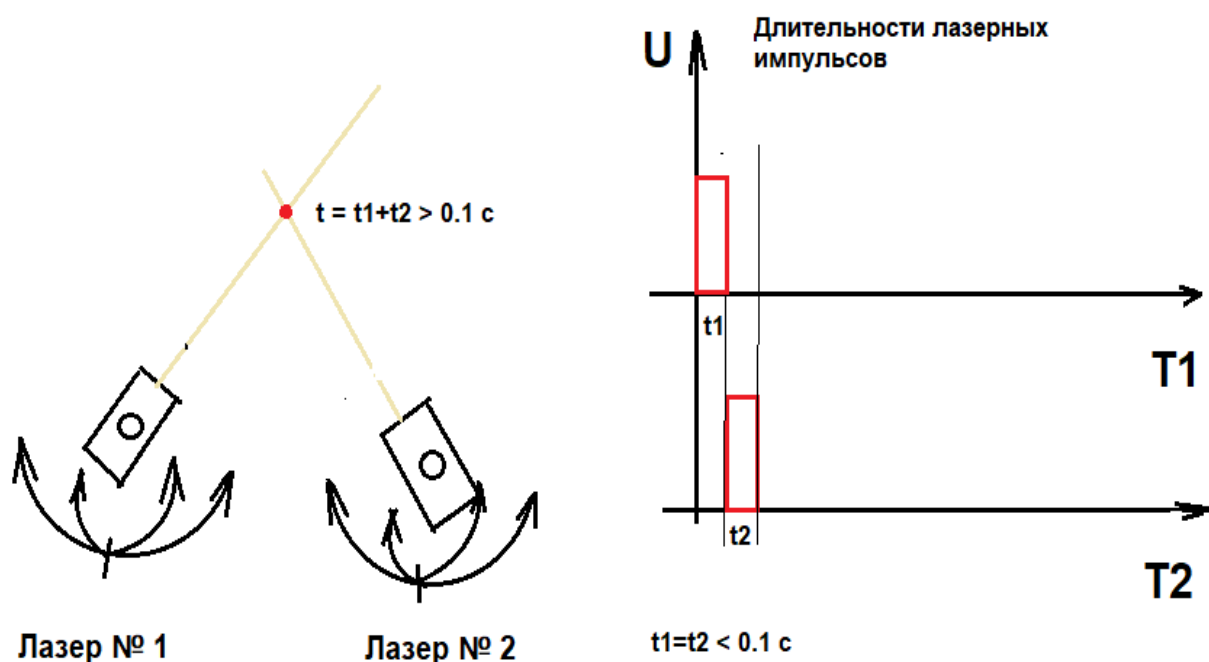 Длительности лазерных
импульсов
U
t = t1+t2 > 0.1 с
t1
T1
t2
T2
Лазер № 1
Лазер № 2
t1=t2 < 0.1 с